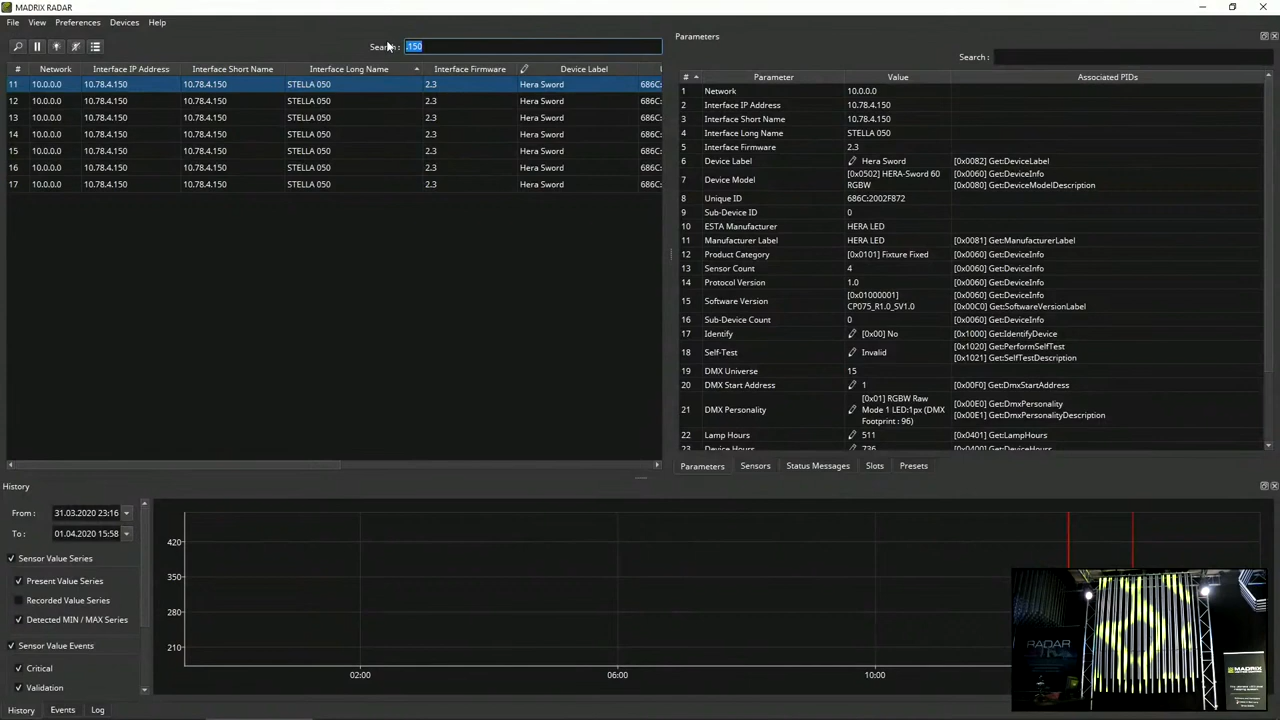 MADRIX RADAR
File View Preferences Devices Help
Search : .150
# Network Interface IP Address Interface Short Name Interface Long Name Interface Firmware Device Label
11 10.0.0.0 10.78.4.150 10.78.4.150 STELLA 050 2.3 Hera Sword 686C:
12 10.0.0.0 10.78.4.150 10.78.4.150 STELLA 050 2.3 Hera Sword 686C:
13 10.0.0.0 10.78.4.150 10.78.4.150 STELLA 050 2.3 Hera Sword 686C:
14 10.0.0.0 10.78.4.150 10.78.4.150 STELLA 050 2.3 Hera Sword 686C:
15 10.0.0.0 10.78.4.150 10.78.4.150 STELLA 050 2.3 Hera Sword 686C:
16 10.0.0.0 10.78.4.150 10.78.4.150 STELLA 050 2.3 Hera Sword 686C:
17 10.0.0.0 10.78.4.150 10.78.4.150 STELLA 050 2.3 Hera Sword 686C:
Parameters
Search :
# Parameter Value Associated PIDs
1 Network 10.0.0.0
2 Interface IP Address 10.78.4.150
3 Interface Short Name 10.78.4.150
4 Interface Long Name STELLA 050
5 Interface Firmware 2.3
6 Device Label Hera Sword [0x0082] Get:DeviceLabel
7 Device Model [0x0502] HERA-Sword 60 [0x0060] Get:DeviceInfo
RGBW [0x0080] Get:DeviceModelDescription
8 Unique ID 686C:2002F872
9 Sub-Device ID 0
10 ESTA Manufacturer HERA LED
11 Manufacturer Label HERA LED [0x0081] Get:ManufacturerLabel
12 Product Category [0x0101] Fixture Fixed [0x0060] Get:DeviceInfo
13 Sensor Count 4 [0x0060] Get:DeviceInfo
14 Protocol Version 1.0 [0x0060] Get:DeviceInfo
15 Software Version [0x01000001] [0x0060] Get:DeviceInfo
CP075_R1.0_SV1.0 [0x00C0] Get:SoftwareVersionLabel
16 Sub-Device Count 0 [0x0060] Get:DeviceInfo
17 Identify [0x00] No [0x1000] Get:IdentifyDevice
18 Self-Test Invalid [0x1020] Get:PerformSelfTest
[0x1021] Get:SelfTestDescription
19 DMX Universe 15
20 DMX Start Address 1 [0x00F0] Get:DmxStartAddress
21 DMX Personality [0x01] RGBW Raw
Mode 1 LED:1px (DMX
Footprint : 96) [0x00E0] Get:DmxPersonality
[0x00E1] Get:DmxPersonalityDescription
22 Lamp Hours 511 [0x0401] Get:LampHours
23 Device Hours 736 [0x0400] Get:DeviceHours
Parameters Sensors Status Messages Slots Presets
History
From : 31.03.2020 23:16
To : 01.04.2020 15:58
Sensor Value Series
Present Value Series
Recorded Value Series
Detected MIN / MAX Series
Sensor Value Events
Critical
Validation
420
350
280
210
02:00 06:00 10:00
RADAR
MADRIX
History Events Log